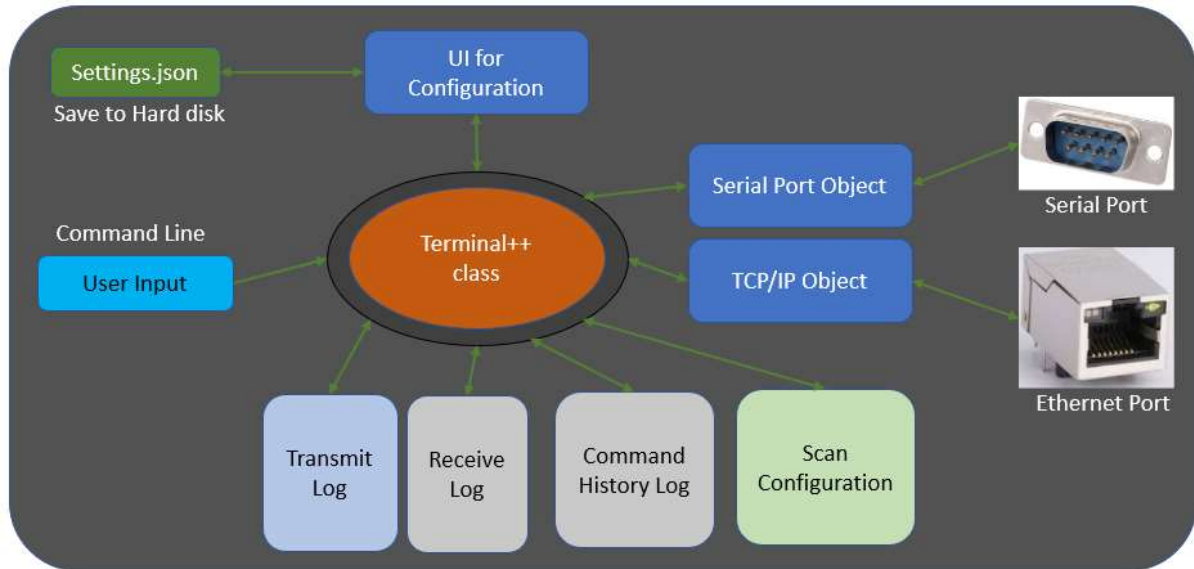 Settings.json
Save to Hard disk
UI for
Configuration
Command Line
User Input
Terminal++
class
Serial Port Object
TCP/IP Object
Serial Port
Ethernet Port
Transmit
Log
Receive
Log
Command
History Log
Scan
Configuration